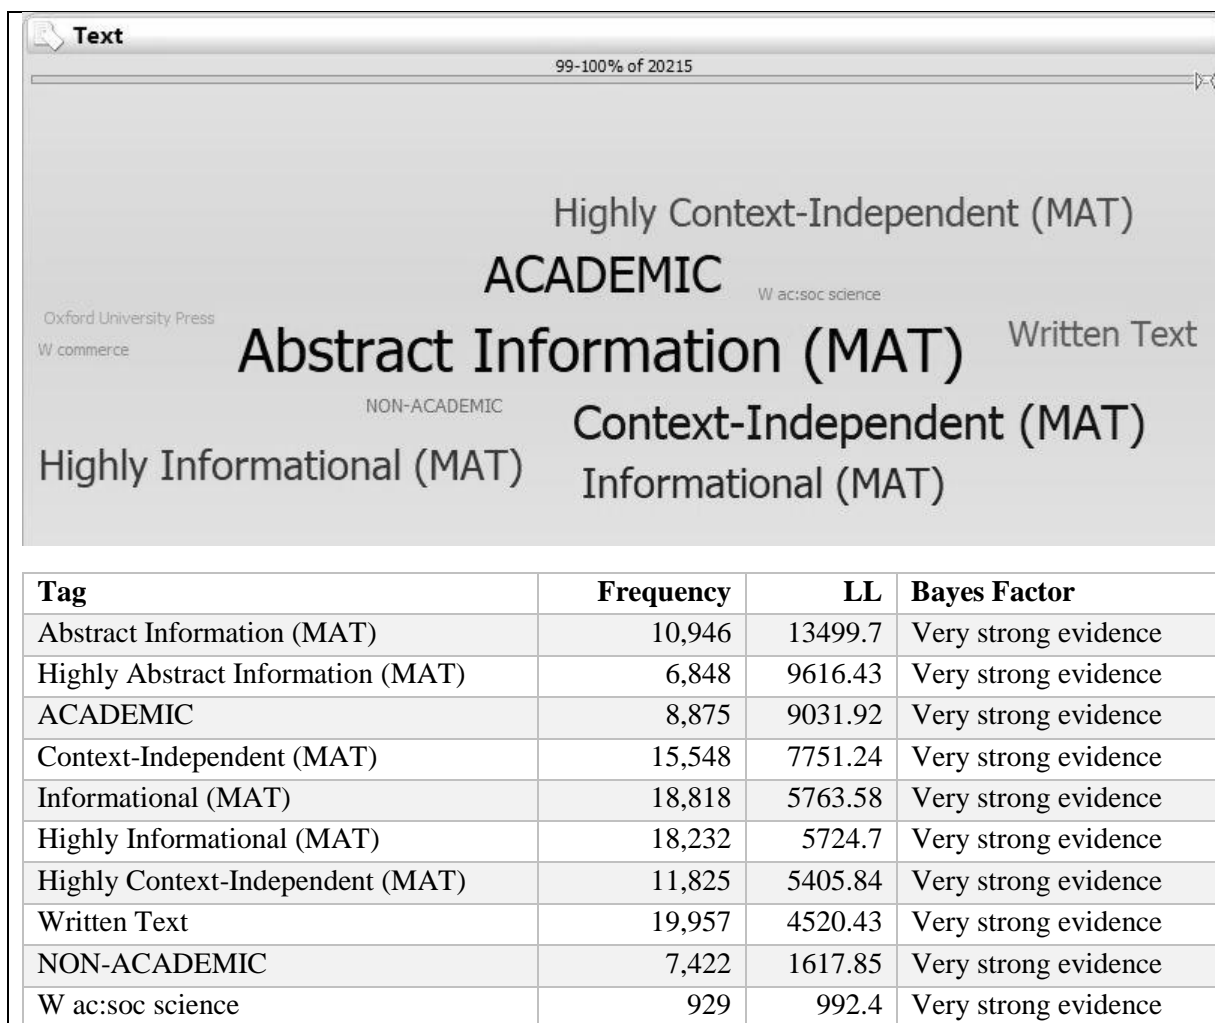 Text
99-100% of 20215
Highly Context-Independent (MAT)
ACADEMIC
W ac:soc science
Oxford University Press
Written Text
Abstract Information (MAT)
W commerce
NON-ACADEMIC
Context-Independent (MAT)
Highly Informational (MAT)
Informational (MAT)
Tag Frequency LL Bayes Factor
Abstract Information (MAT) 10,946 13499.7 Very strong evidence
Highly Abstract Information (MAT) 6,848 9616.43 Very strong evidence
ACADEMIC 8,875 9031.92 Very strong evidence
Context-Independent (MAT) 15,548 7751.24 Very strong evidence
Informational (MAT) 18,818 5763.58 Very strong evidence
Highly Informational (MAT) 18,232 5724.7 Very strong evidence
Highly Context-Independent (MAT) 11,825 5405.84 Very strong evidence
Written Text 19,957 4520.43 Very strong evidence
NON-ACADEMIC 7,422 1617.85 Very strong evidence
W ac:soc science 929 992.4 Very strong evidence